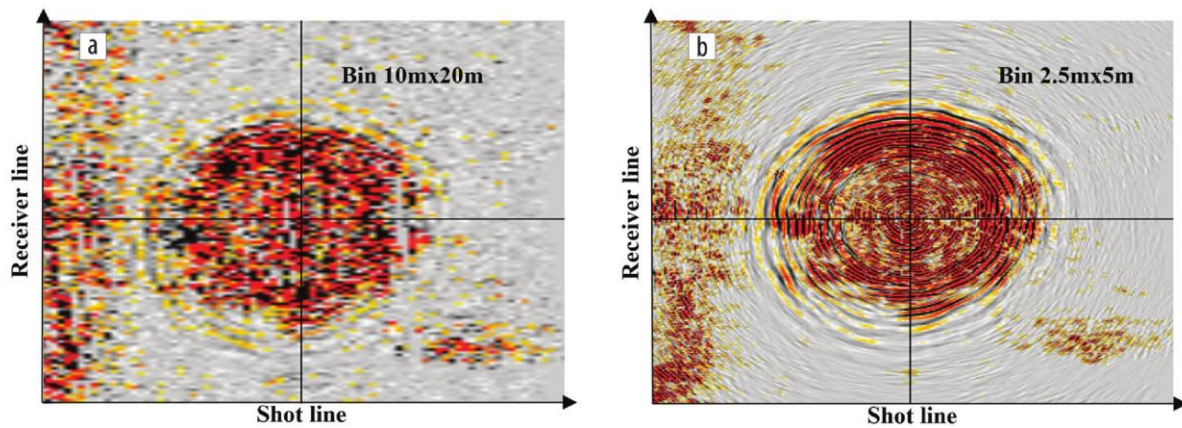 a
Bin 10mx20m
Receiver line
Shot line
b
Bin 2.5mx5m
Receiver line
Shot line